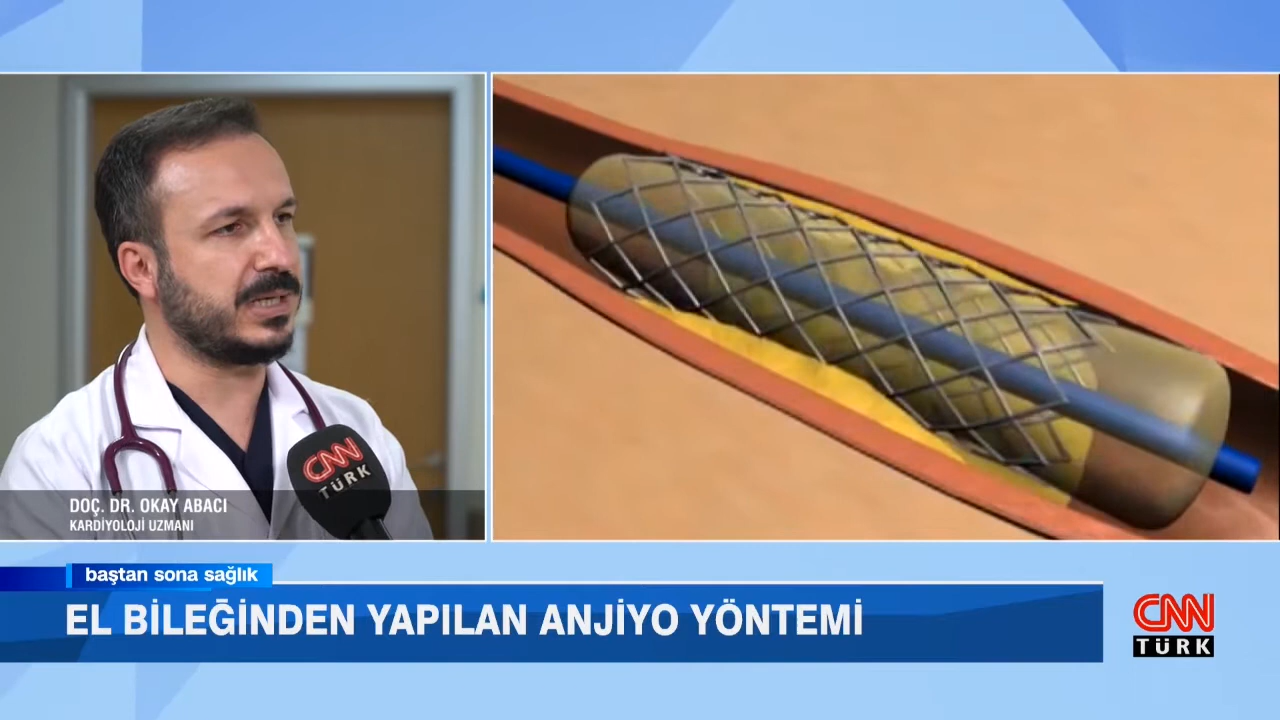 CNN
TÜRK
DOÇ. DR. OKAY ABACI
KARDİYOLOJİ UZMANI
baştan sona sağlık
EL BİLEĞİNDEN YAPILAN ANJİYO YÖNTEMİ
CNN
TÜRK